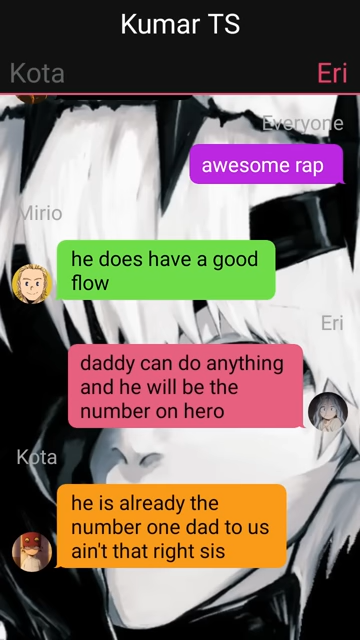 Kumar TS
Kota
Eri
Everyone
awesome rap
Mirio
he does have a good
flow
Eri
daddy can do anything
and he will be the
number on hero
Kota
he is already the
number one dad to us
ain't that right sis